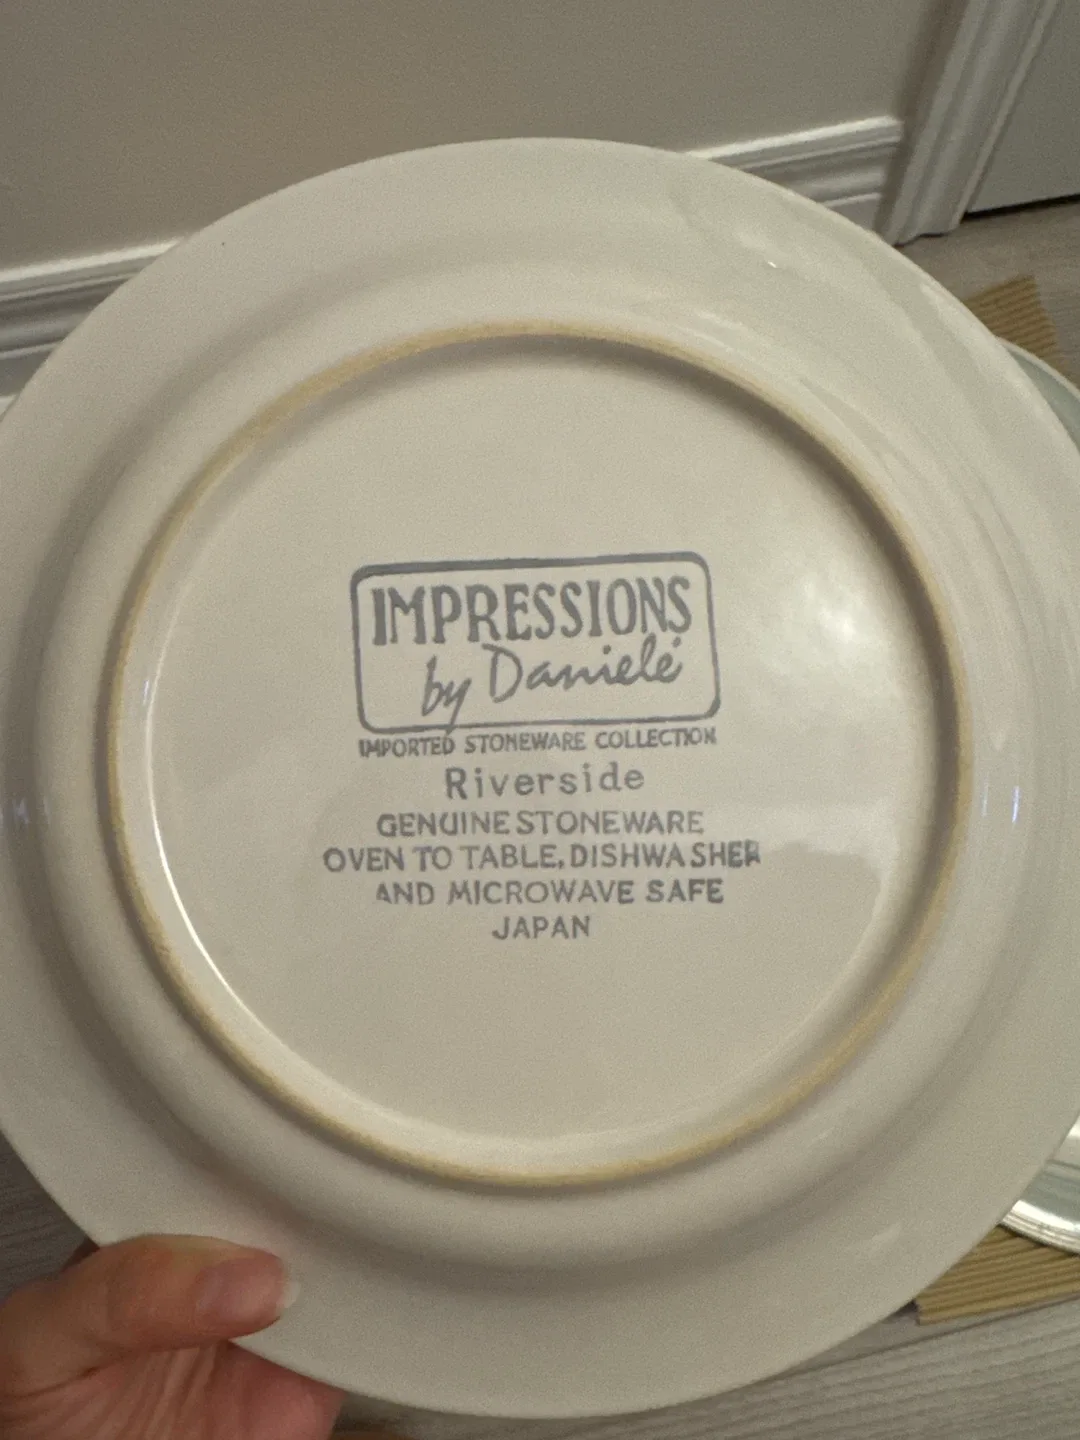 IMPRESSIONS
by Danielé
IMPORTED STONEWARE COLLECTION
Riverside
GENUINE STONEWARE
OVEN TO TABLE, DISHWASHER
AND MICROWAVE SAFE
JAPAN